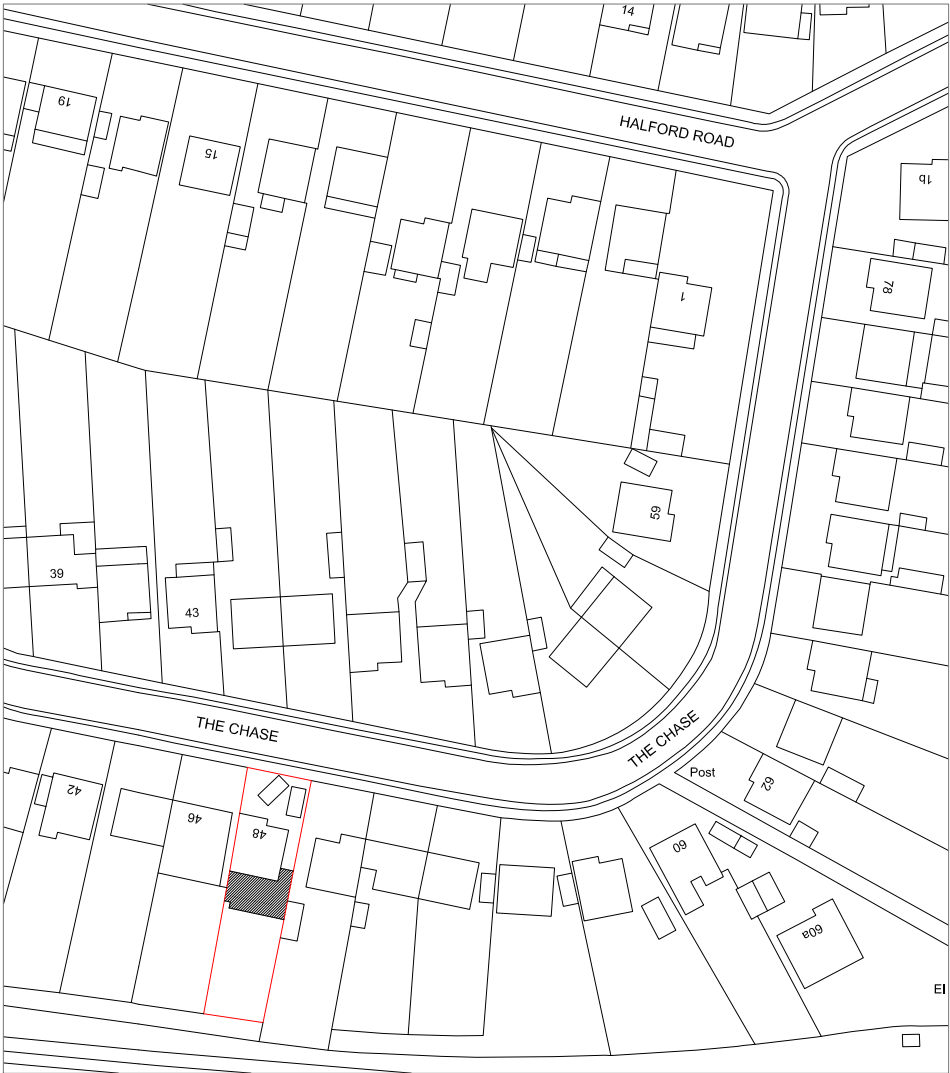 14
HALFORD ROAD
19
15
1b
78
1
59
39
43
THE CHASE
THE CHASE
Post
62
42
46
48
60
60a
El